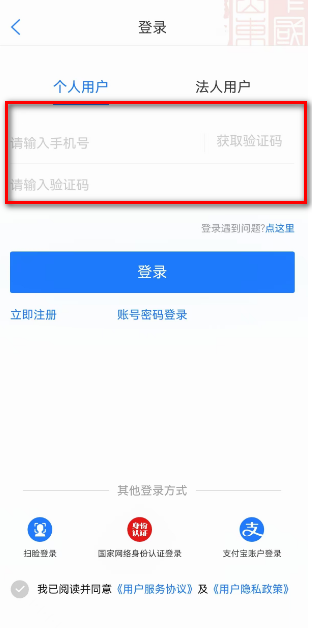 登录
个人用户 法人用户
请输入手机号 获取验证码
请输入验证码
登录遇到问题?点这里
登录
立即注册 账号密码登录
其他登录方式
身份认证
扫脸登录 国家网络身份认证登录 支付宝账户登录
我已阅读并同意《用户服务协议》及《用户隐私政策》